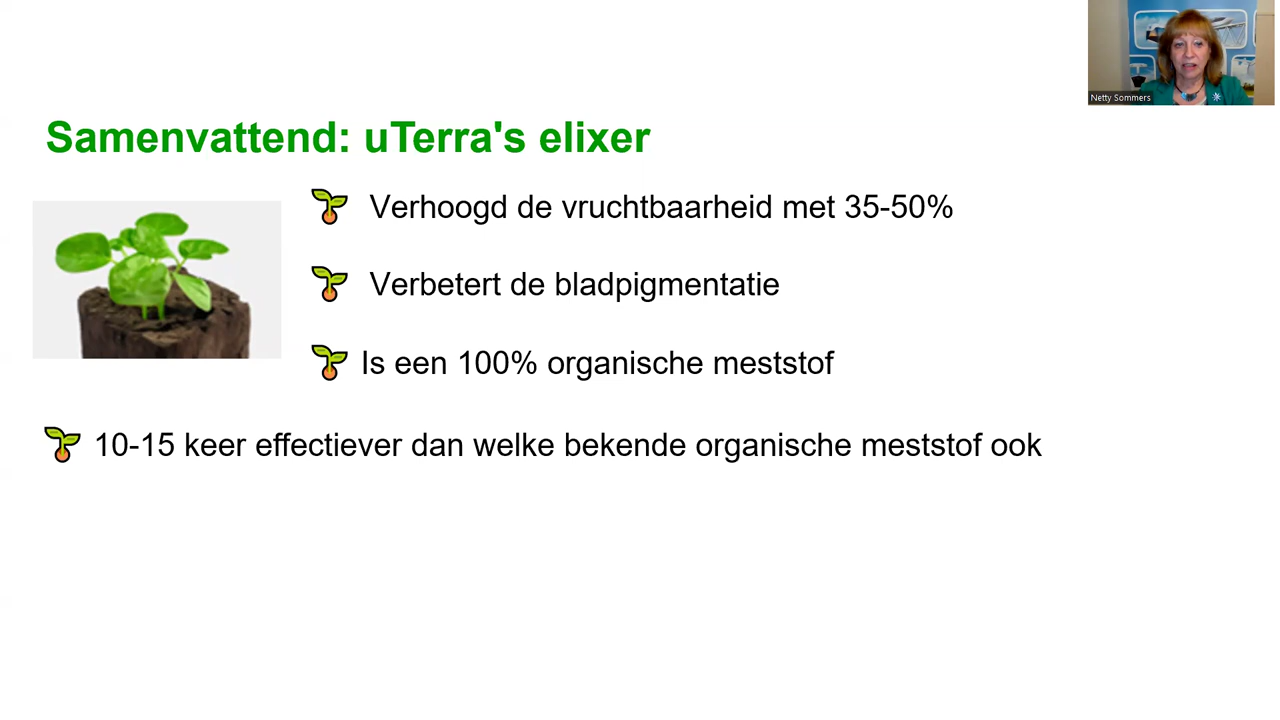 Netty Sommers
Samenvattend: uTerra's elixer
Verhoogd de vruchtbaarheid met 35-50%
Verbetert de bladpigmentatie
Is een 100% organische meststof
10-15 keer effectiever dan welke bekende organische meststof ook